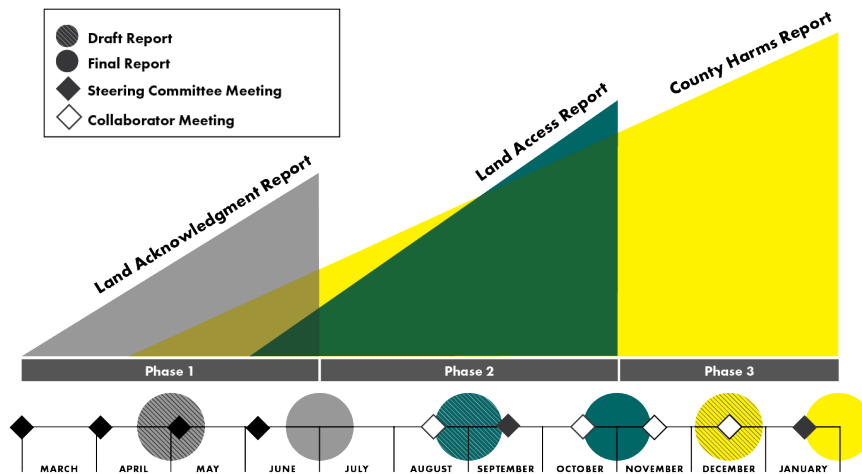 Draft Report
Final Report
Steering Committee Meeting
Collaborator Meeting
Land Acknowledgment Report
Land Access Report
County Harms Report
Phase 1
Phase 2
Phase 3
MARCH
APRIL
MAY
JUNE
JULY
AUGUST
SEPTEMBER
OCTOBER
NOVEMBER
DECEMBER
JANUARY